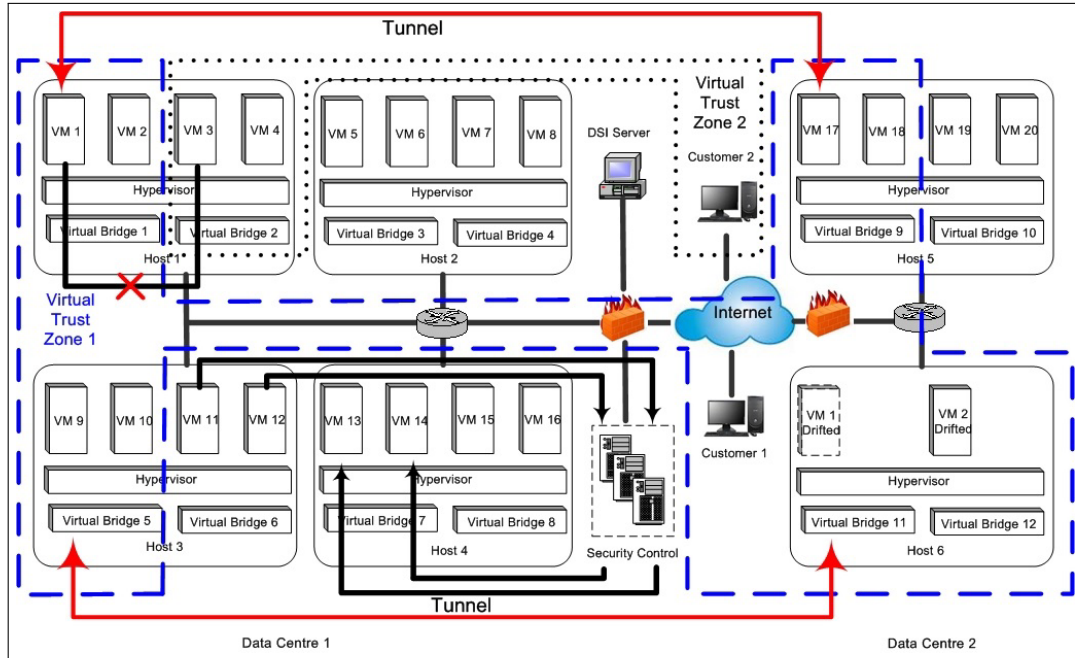 Tunnel
VM 1
VM 2
VM 3
VM 4
Hypervisor
Virtual Bridge 1
Virtual Bridge 2
Host 1
VM 5
VM 6
VM 7
VM 8
Hypervisor
Virtual Bridge 3
Virtual Bridge 4
Host 2
DSI Server
Virtual
Trust
Zone 2
Customer 2
VM 17
VM 18
VM 19
VM 20
Hypervisor
Virtual Bridge 9
Virtual Bridge 10
Host 5
Virtual
Trust
Zone 1
Internet
VM 9
VM 10
VM 11
VM 12
Hypervisor
Virtual Bridge 5
Virtual Bridge 6
Host 3
VM 13
VM 14
VM 15
VM 16
Hypervisor
Virtual Bridge 7
Virtual Bridge 8
Host 4
Security Control
Customer 1
VM 1
Drifted
VM 2
Drifted
Hypervisor
Virtual Bridge 11
Virtual Bridge 12
Host 6
Tunnel
Data Centre 1
Data Centre 2